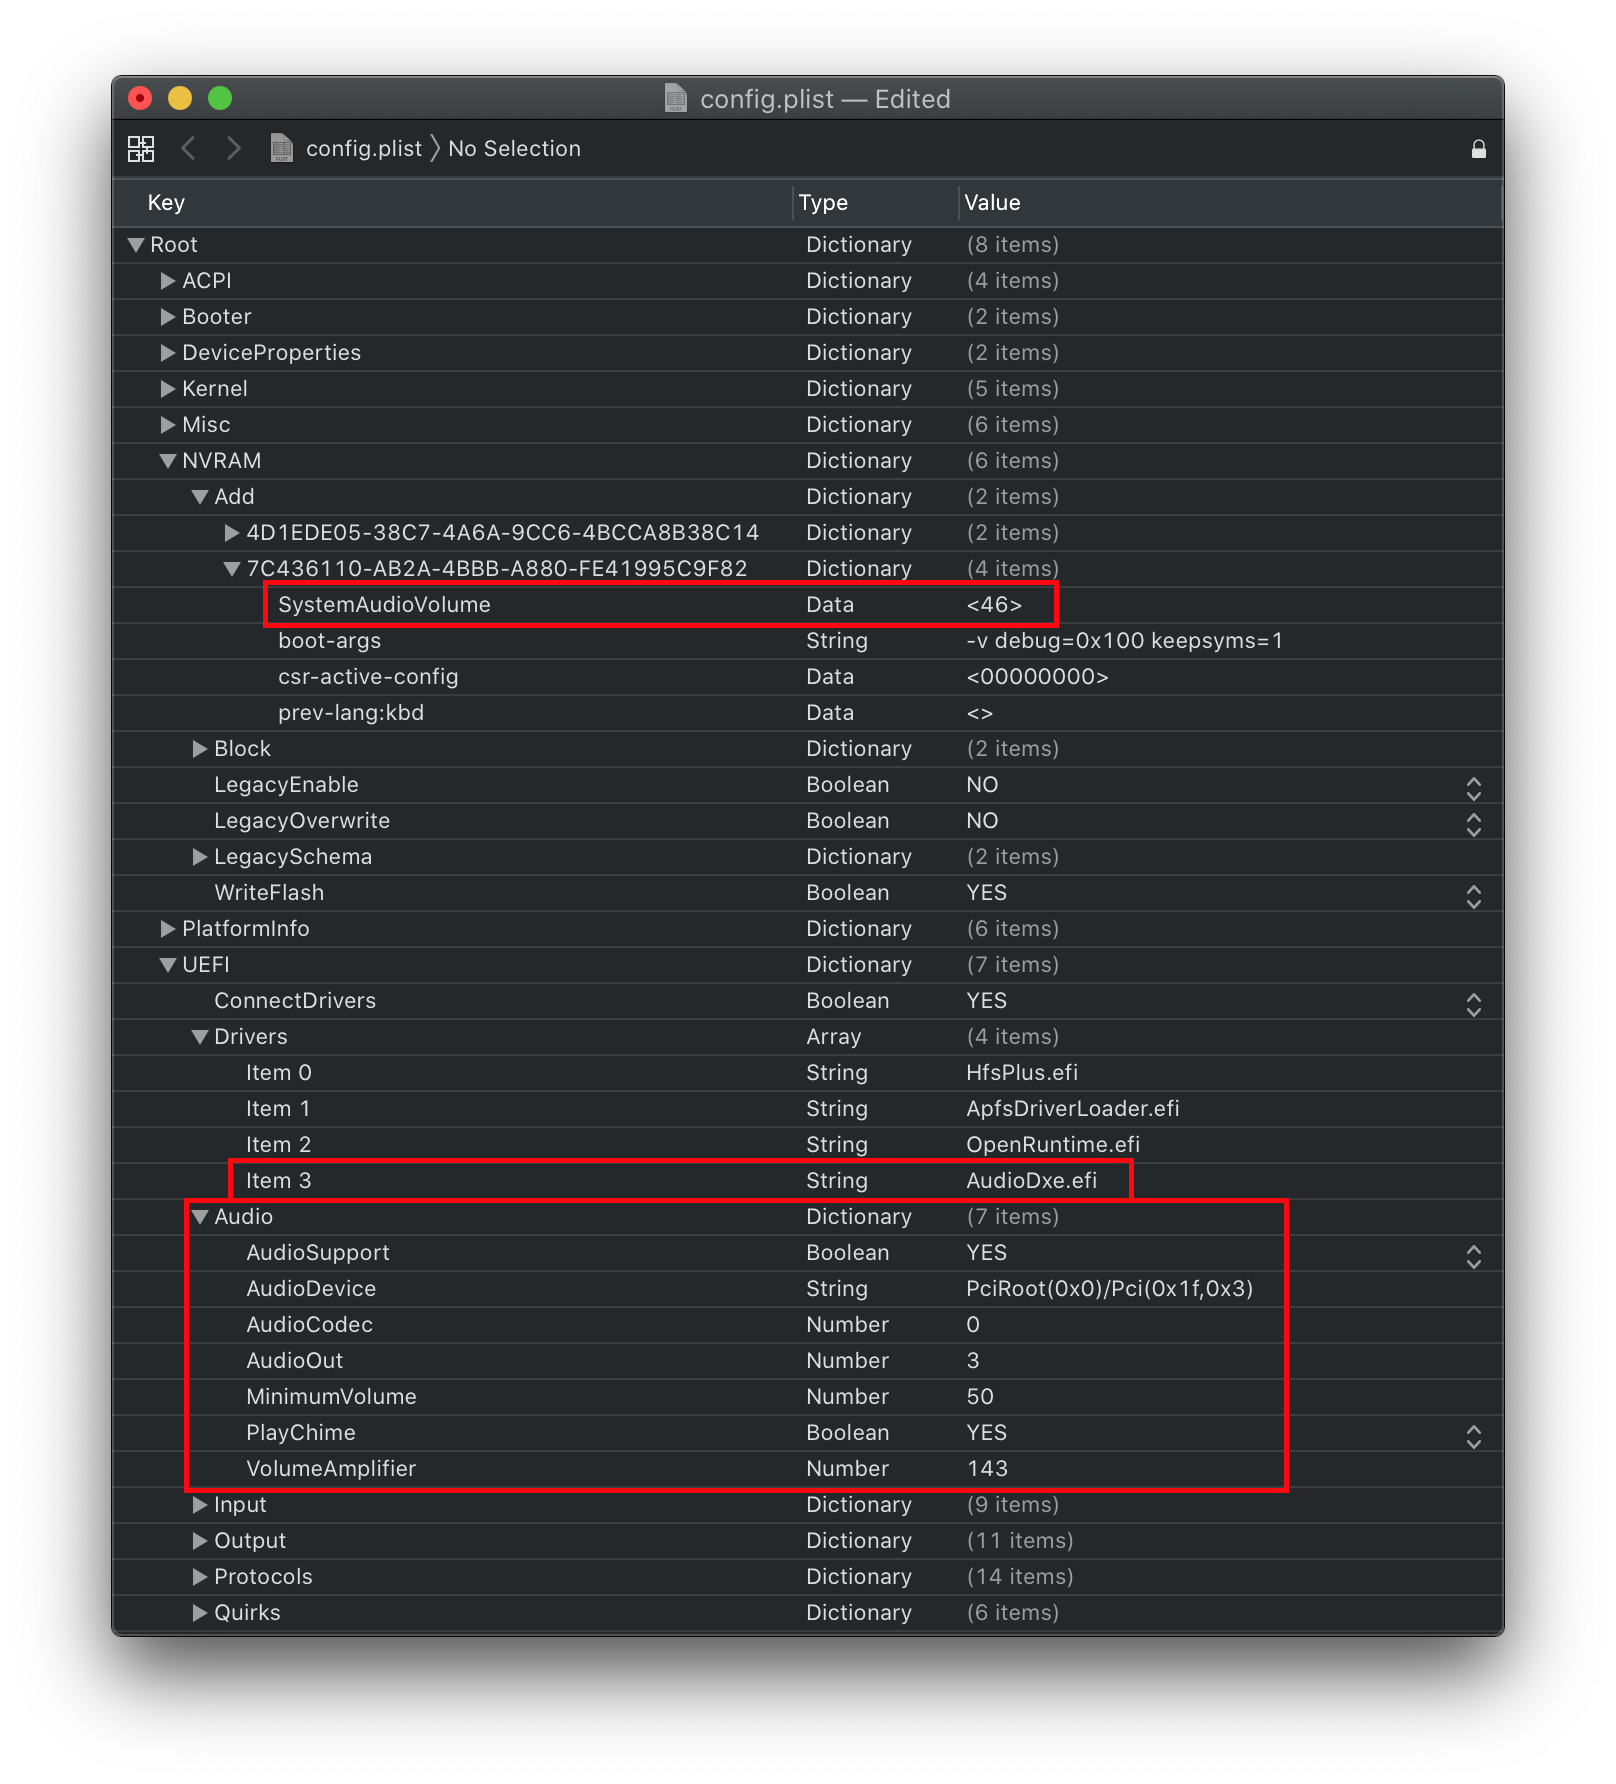 config.plist — Edited
config.plist 〉 No Selection
Key Type Value
Root Dictionary (8 items)
ACPI Dictionary (4 items)
Booter Dictionary (2 items)
DeviceProperties Dictionary (2 items)
Kernel Dictionary (5 items)
Misc Dictionary (6 items)
NVRAM Dictionary (6 items)
Add Dictionary (2 items)
4D1EDE05-38C7-4A6A-9CC6-4BCCA8B38C14 Dictionary (2 items)
7C436110-AB2A-4BBB-A880-FE41995C9F82 Dictionary (4 items)
SystemAudioVolume Data <46>
boot-args String -v debug=0x100 keepsyms=1
csr-active-config Data <00000000>
prev-lang:kbd Data <>
Block Dictionary (2 items)
LegacyEnable Boolean NO
LegacyOverwrite Boolean NO
LegacySchema Dictionary (2 items)
WriteFlash Boolean YES
PlatformInfo Dictionary (6 items)
UEFI Dictionary (7 items)
ConnectDrivers Boolean YES
Drivers Array (4 items)
Item 0 String HfsPlus.efi
Item 1 String ApfsDriverLoader.efi
Item 2 String OpenRuntime.efi
Item 3 String AudioDxe.efi
Audio Dictionary (7 items)
AudioSupport Boolean YES
AudioDevice String PciRoot(0x0)/Pci(0x1f,0x3)
AudioCodec Number 0
AudioOut Number 3
MinimumVolume Number 50
PlayChime Boolean YES
VolumeAmplifier Number 143
Input Dictionary (9 items)
Output Dictionary (11 items)
Protocols Dictionary (14 items)
Quirks Dictionary (6 items)